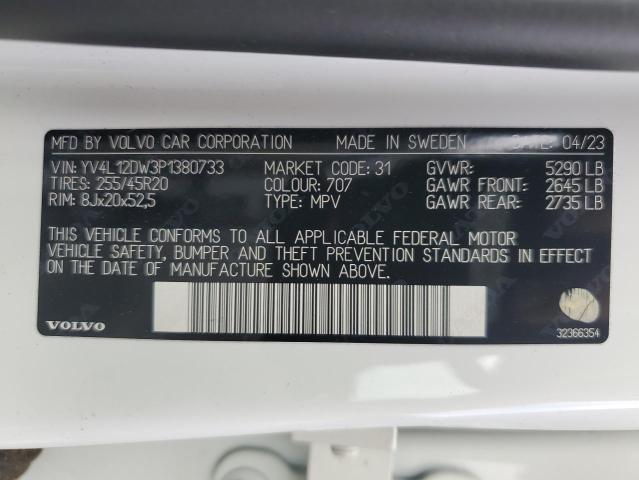 MFD BY VOLVO CAR CORPORATION MADE IN SWEDEN DATE: 04/23
VIN: YV4L12DW3P1380733 MARKET CODE: 31 GVWR: 5290 LB
TIRES: 255/45R20 COLOUR: 707 GAWR FRONT: 2645 LB
RIM: 8Jx20x52,5 TYPE: MPV GAWR REAR: 2735 LB
THIS VEHICLE CONFORMS TO ALL APPLICABLE FEDERAL MOTOR
VEHICLE SAFETY, BUMPER AND THEFT PREVENTION STANDARDS IN EFFECT
ON THE DATE OF MANUFACTURE SHOWN ABOVE.
VOLVO
32366354